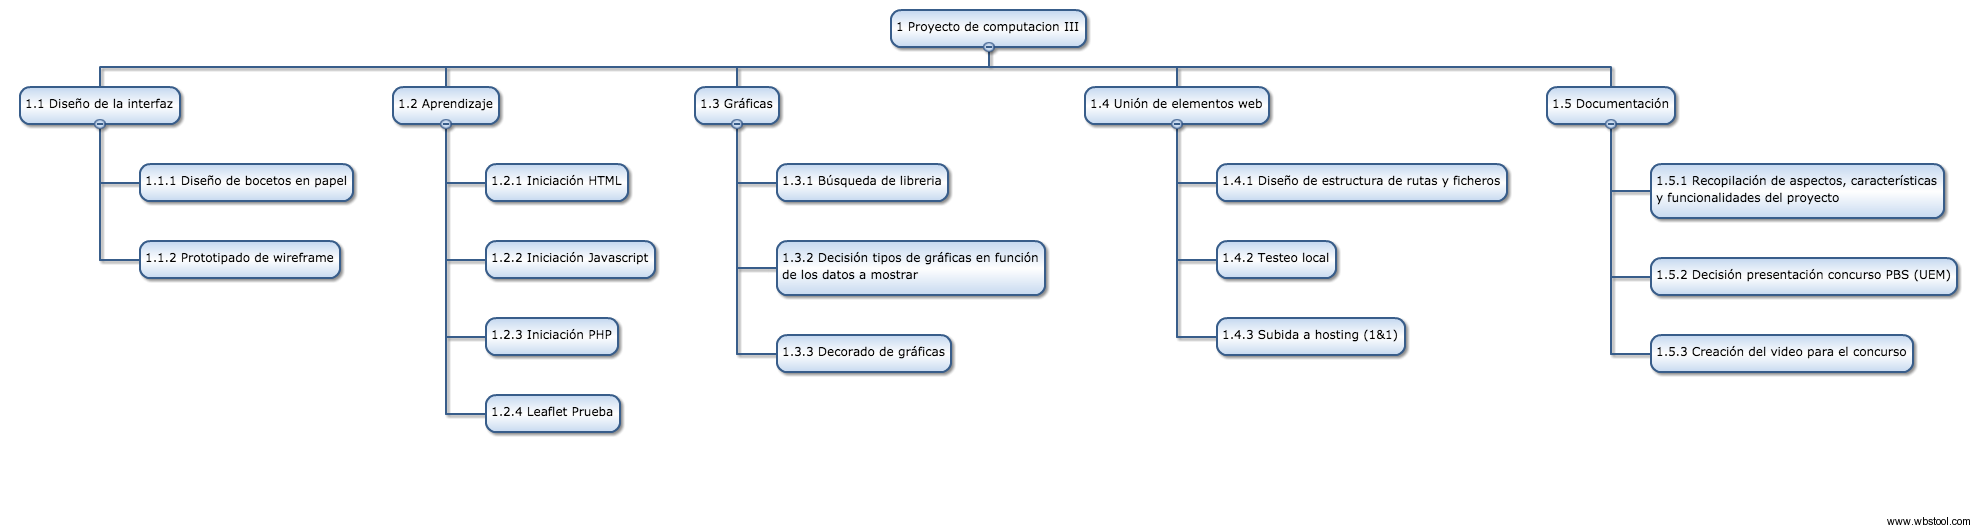 1 Proyecto de computacion III
1.1 Diseño de la interfaz
1.1.1 Diseño de bocetos en papel
1.1.2 Prototipado de wireframe
1.2 Aprendizaje
1.2.1 Iniciación HTML
1.2.2 Iniciación Javascript
1.2.3 Iniciación PHP
1.2.4 Leaflet Prueba
1.3 Gráficas
1.3.1 Búsqueda de libreria
1.3.2 Decisión tipos de gráficas en función
de los datos a mostrar
1.3.3 Decorado de gráficas
1.4 Unión de elementos web
1.4.1 Diseño de estructura de rutas y ficheros
1.4.2 Testeo local
1.4.3 Subida a hosting (1&1)
1.5 Documentación
1.5.1 Recopilación de aspectos, características
y funcionalidades del proyecto
1.5.2 Decisión presentación concurso PBS (UEM)
1.5.3 Creación del video para el concurso
www.wbstool.com